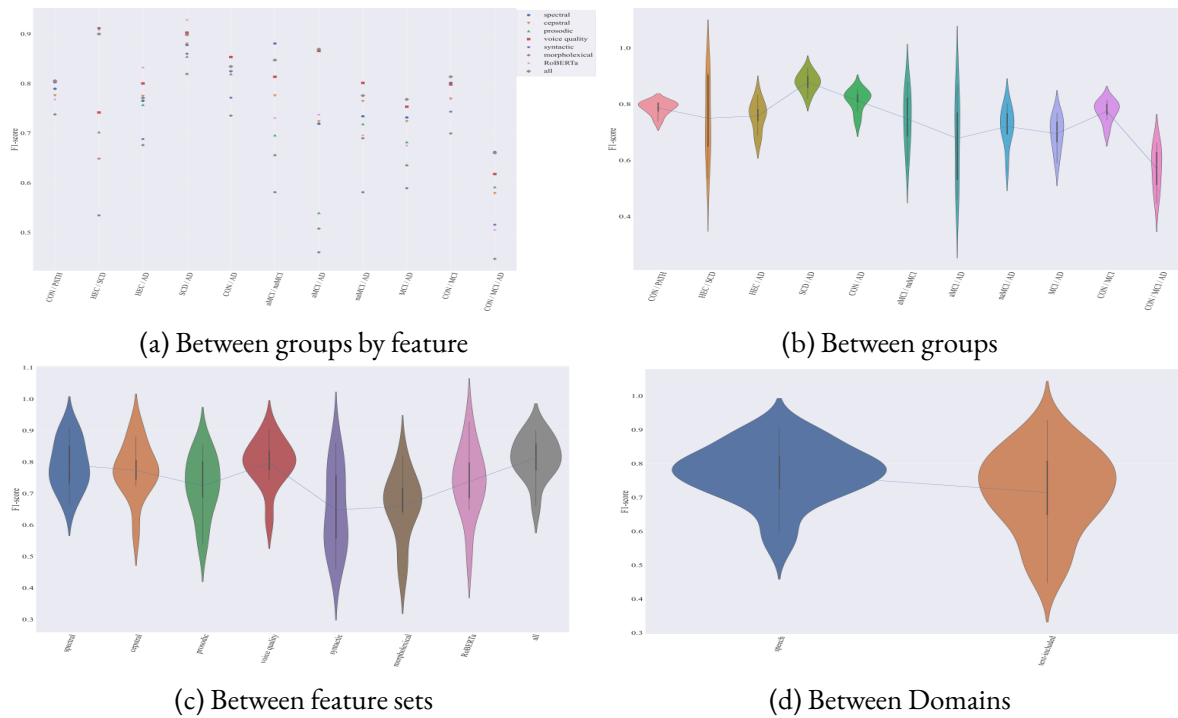 spectral
cepstral
prosodic
voice quality
syntactic
morpholexical
RoBERTa
all
0.9
0.8
0.7
0.6
0.5
F1-score
CON / PATH
HEC / SCD
HEC / AD
SCD / AD
CON / AD
aMCI / naMCI
aMCI / AD
naMCI / AD
MCI / AD
CON / MCI
CON / MCI / AD
(a) Between groups by feature
1.0
0.8
0.6
0.4
F1-score
CON / PATH
HEC / SCD
HEC / AD
SCD / AD
CON / AD
aMCI / naMCI
aMCI / AD
naMCI / AD
MCI / AD
CON / MCI
CON / MCI / AD
(b) Between groups
1.1
1.0
0.9
0.8
0.7
0.6
0.5
0.4
0.3
F1-score
spectral
cepstral
prosodic
voice quality
syntactic
morpholexical
RoBERTa
all
(c) Between feature sets
1.0
0.9
0.8
0.7
0.6
0.5
0.4
0.3
F1-score
speech
text-included
(d) Between Domains